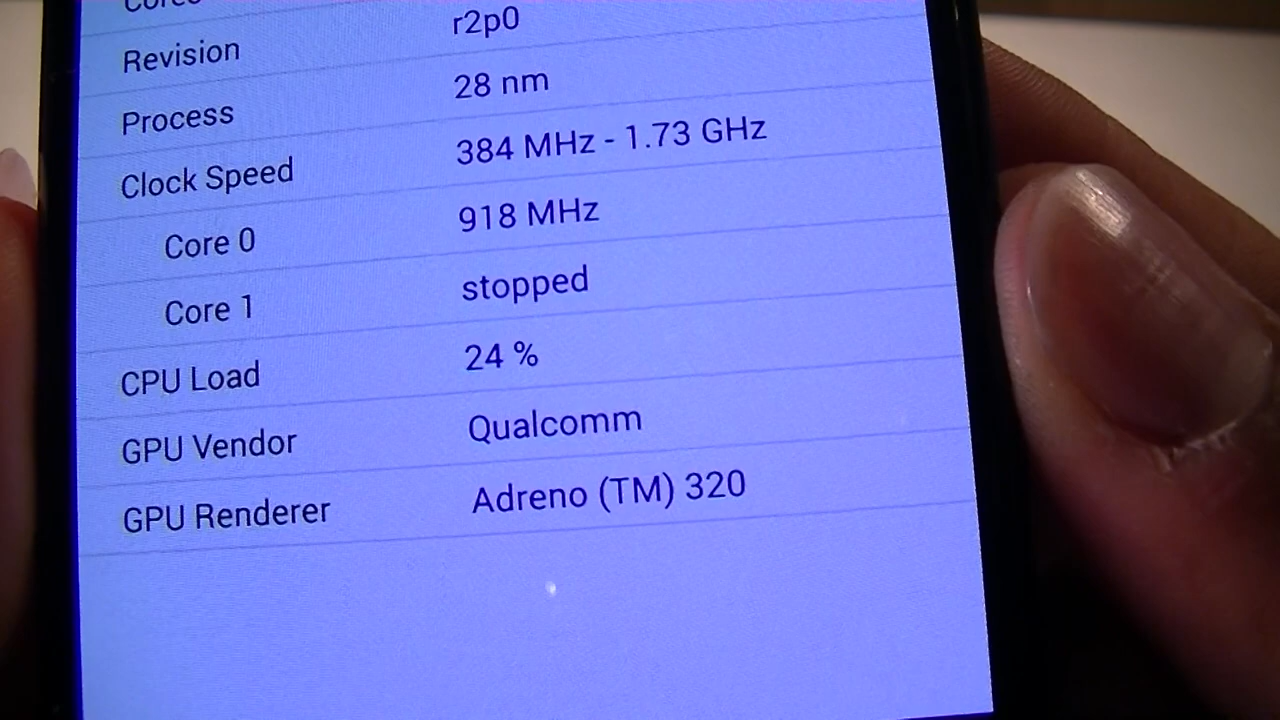 Cores
Revision r2p0
Process 28 nm
Clock Speed 384 MHz - 1.73 GHz
Core 0 918 MHz
Core 1 stopped
CPU Load 24 %
GPU Vendor Qualcomm
GPU Renderer Adreno (TM) 320